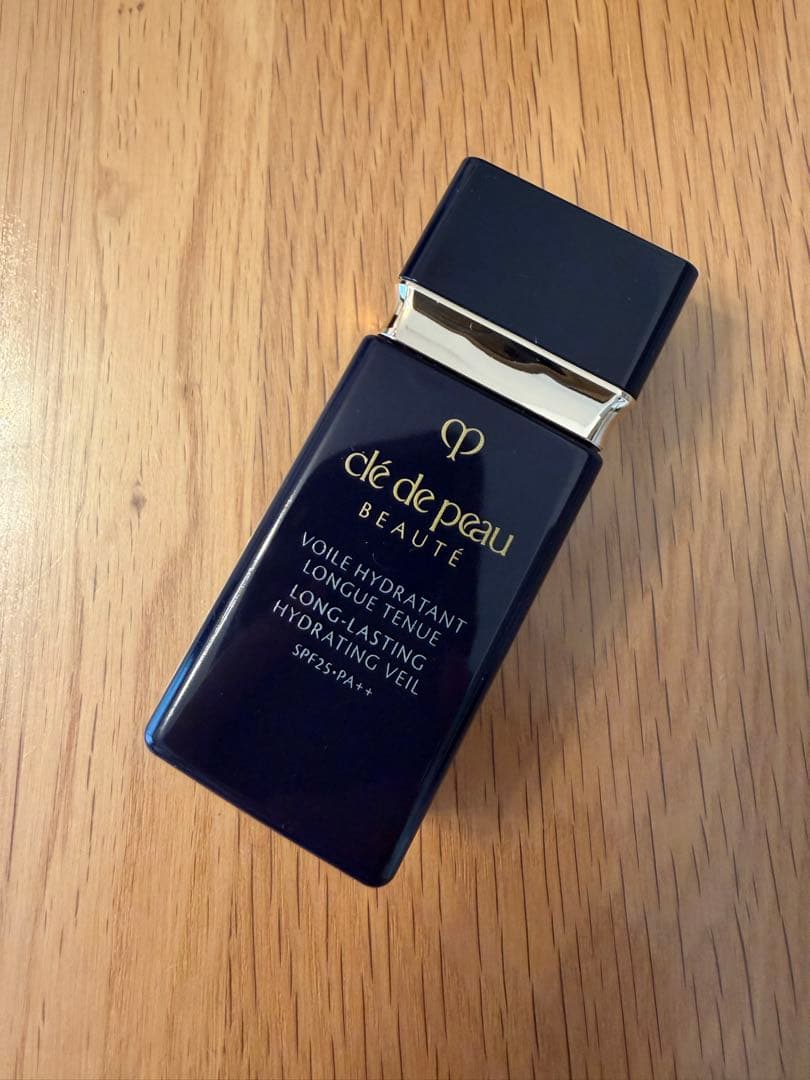 clé de peau
BEAUTÉ
VOILE HYDRATANT
LONGUE TENUE
LONG-LASTING
HYDRATING VEIL
SPF25•PA++